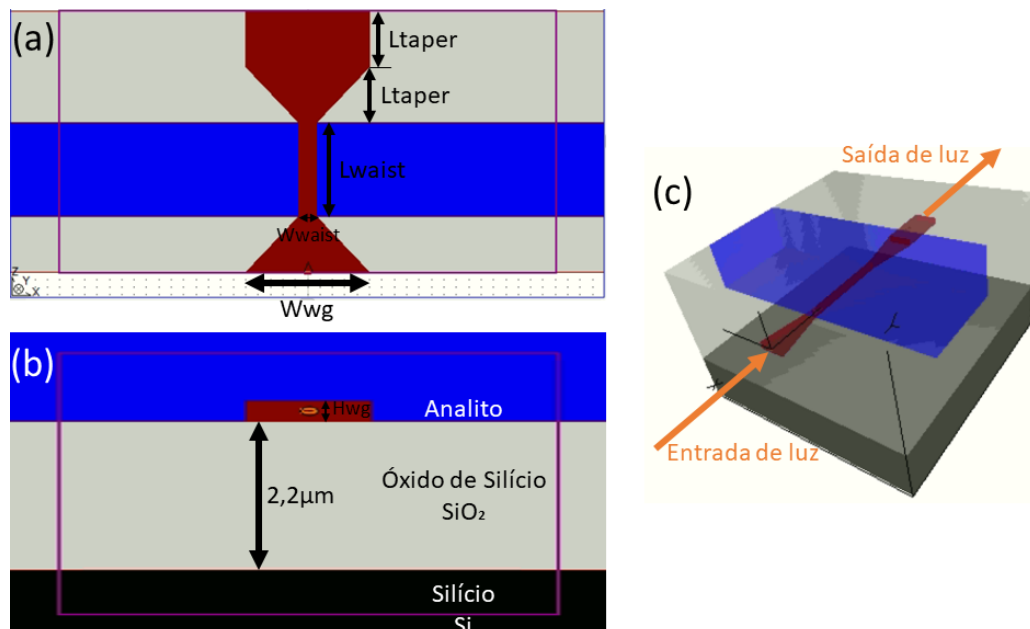 (a)
Ltaper
Ltaper
Lwaist
Wwaist
Z
Y
X
Wwg
(b)
Hwg
Analito
2,2µm
Óxido de Silício
SiO₂
Silício
Si
(c)
Saída de luz
Entrada de luz